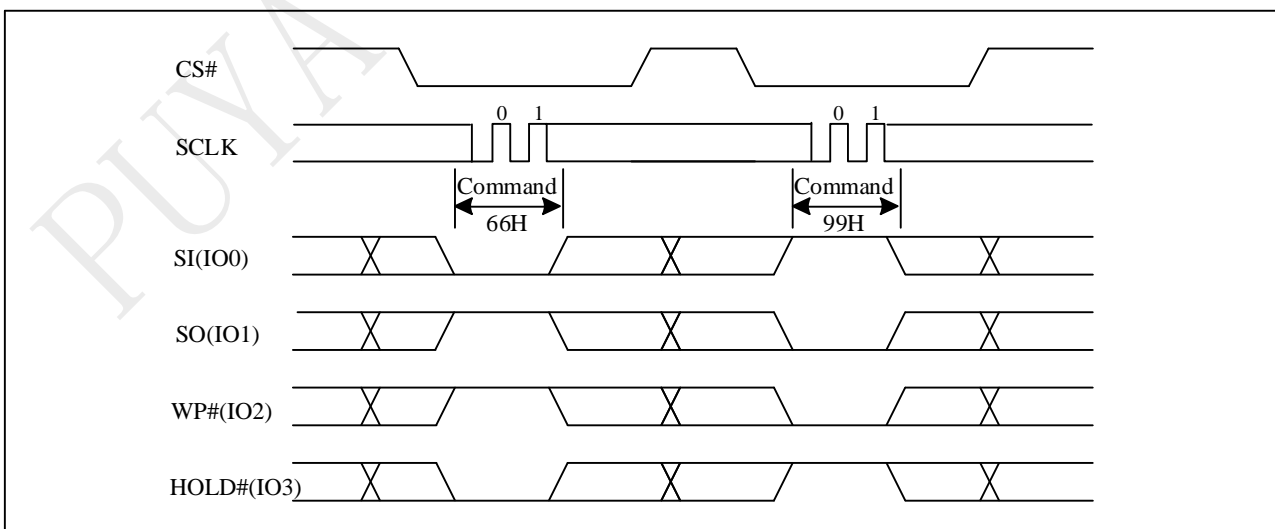 PUYA
CS#
0 1 0 1
SCLK
Command Command
66H 99H
SI(IO0)
SO(IO1)
WP#(IO2)
HOLD#(IO3)